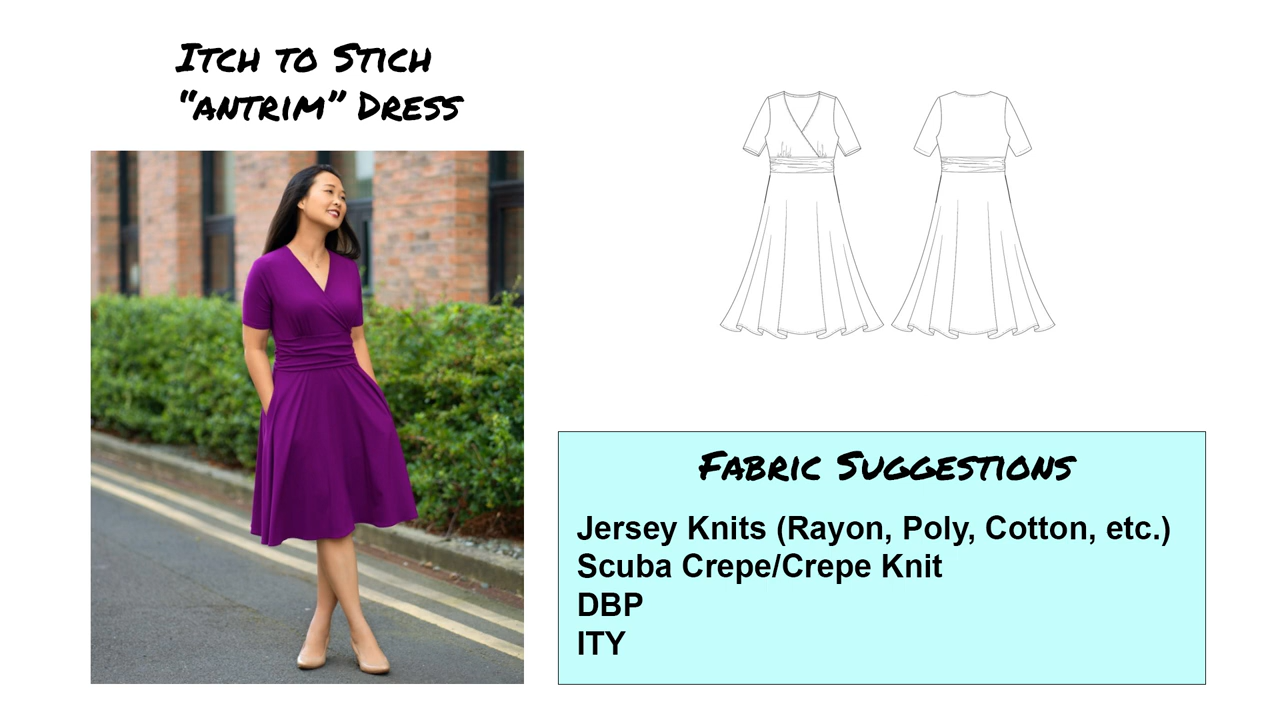 Itch to Stich
“antrim” Dress
Fabric Suggestions
Jersey Knits (Rayon, Poly, Cotton, etc.)
Scuba Crepe/Crepe Knit
DBP
ITY